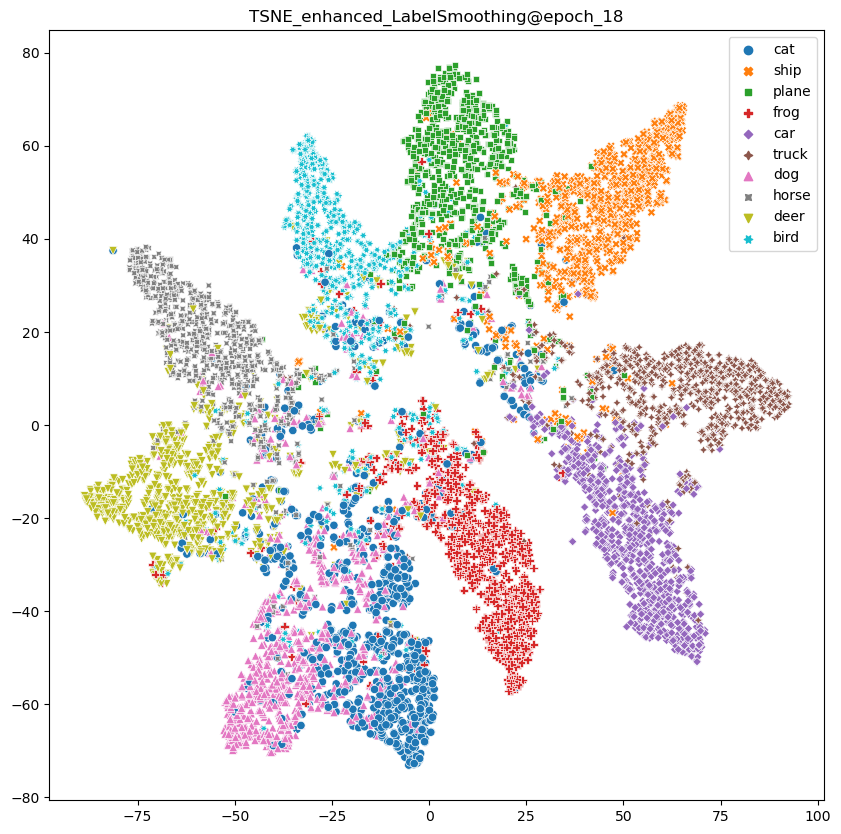 TSNE_enhanced_LabelSmoothing@epoch_18
cat
ship
plane
frog
car
truck
dog
horse
deer
bird
80
60
40
20
0
−20
−40
−60
−80
−75
−50
−25
0
25
50
75
100